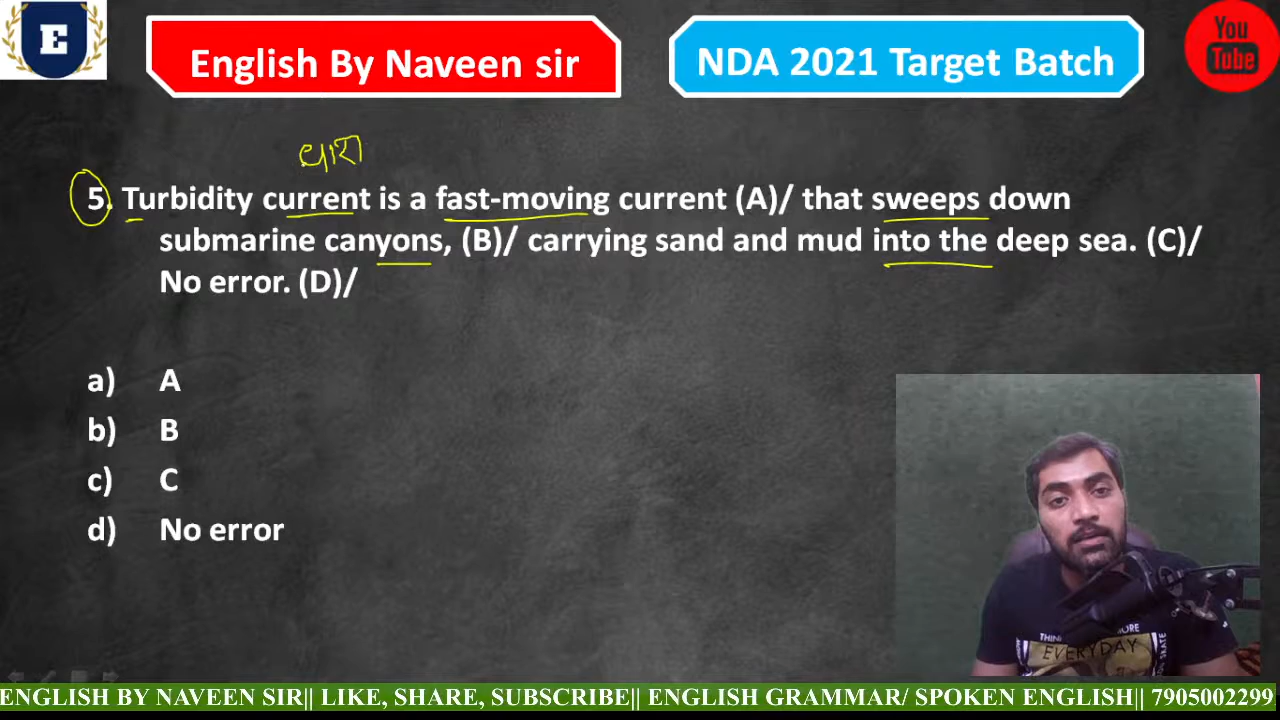 E
English By Naveen sir
NDA 2021 Target Batch
You
Tube
धारा
5. Turbidity current is a fast-moving current (A)/ that sweeps down
submarine canyons, (B)/ carrying sand and mud into the deep sea. (C)/
No error. (D)/
a) A
b) B
c) C
d) No error
EVERYDAY
ENGLISH BY NAVEEN SIR|| LIKE, SHARE, SUBSCRIBE|| ENGLISH GRAMMAR/ SPOKEN ENGLISH|| 7905002299